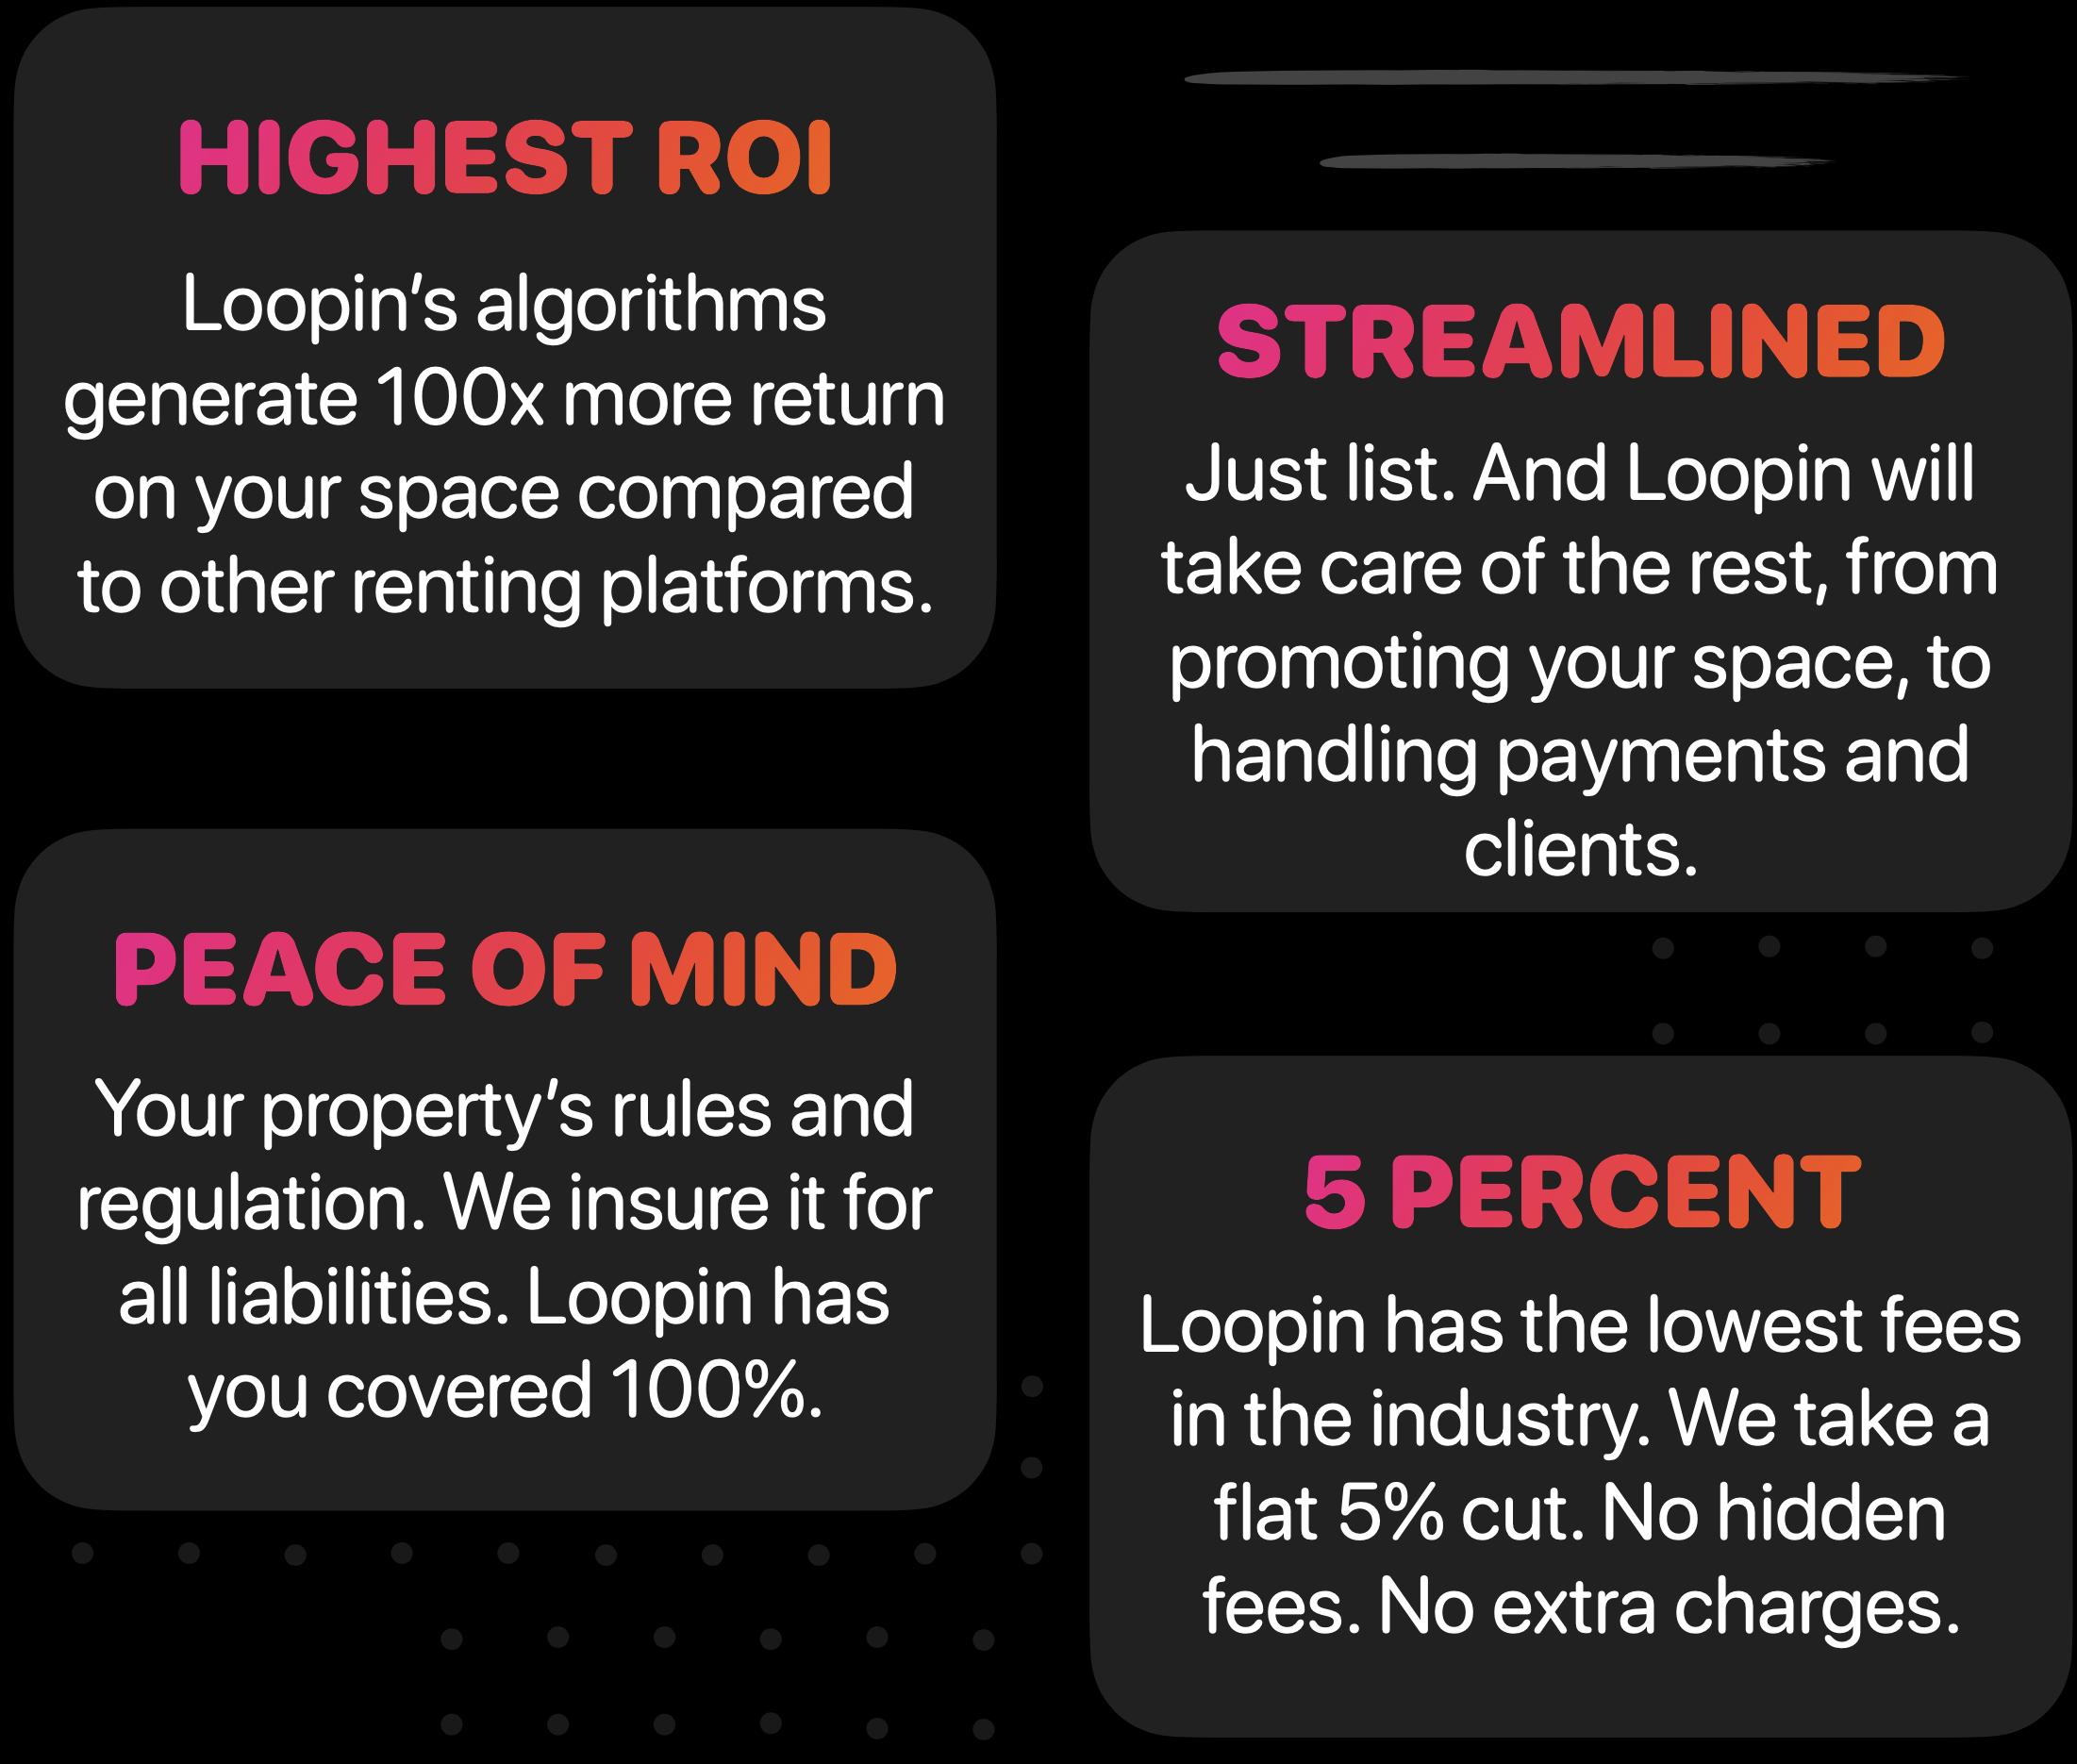 HIGHEST ROI
Loopin’s algorithms
generate 100x more return
on your space compared
to other renting platforms.
STREAMLINED
Just list. And Loopin will
take care of the rest, from
promoting your space, to
handling payments and
clients.
PEACE OF MIND
Your property’s rules and
regulation. We insure it for
all liabilities. Loopin has
you covered 100%.
5 PERCENT
Loopin has the lowest fees
in the industry. We take a
flat 5% cut. No hidden
fees. No extra charges.